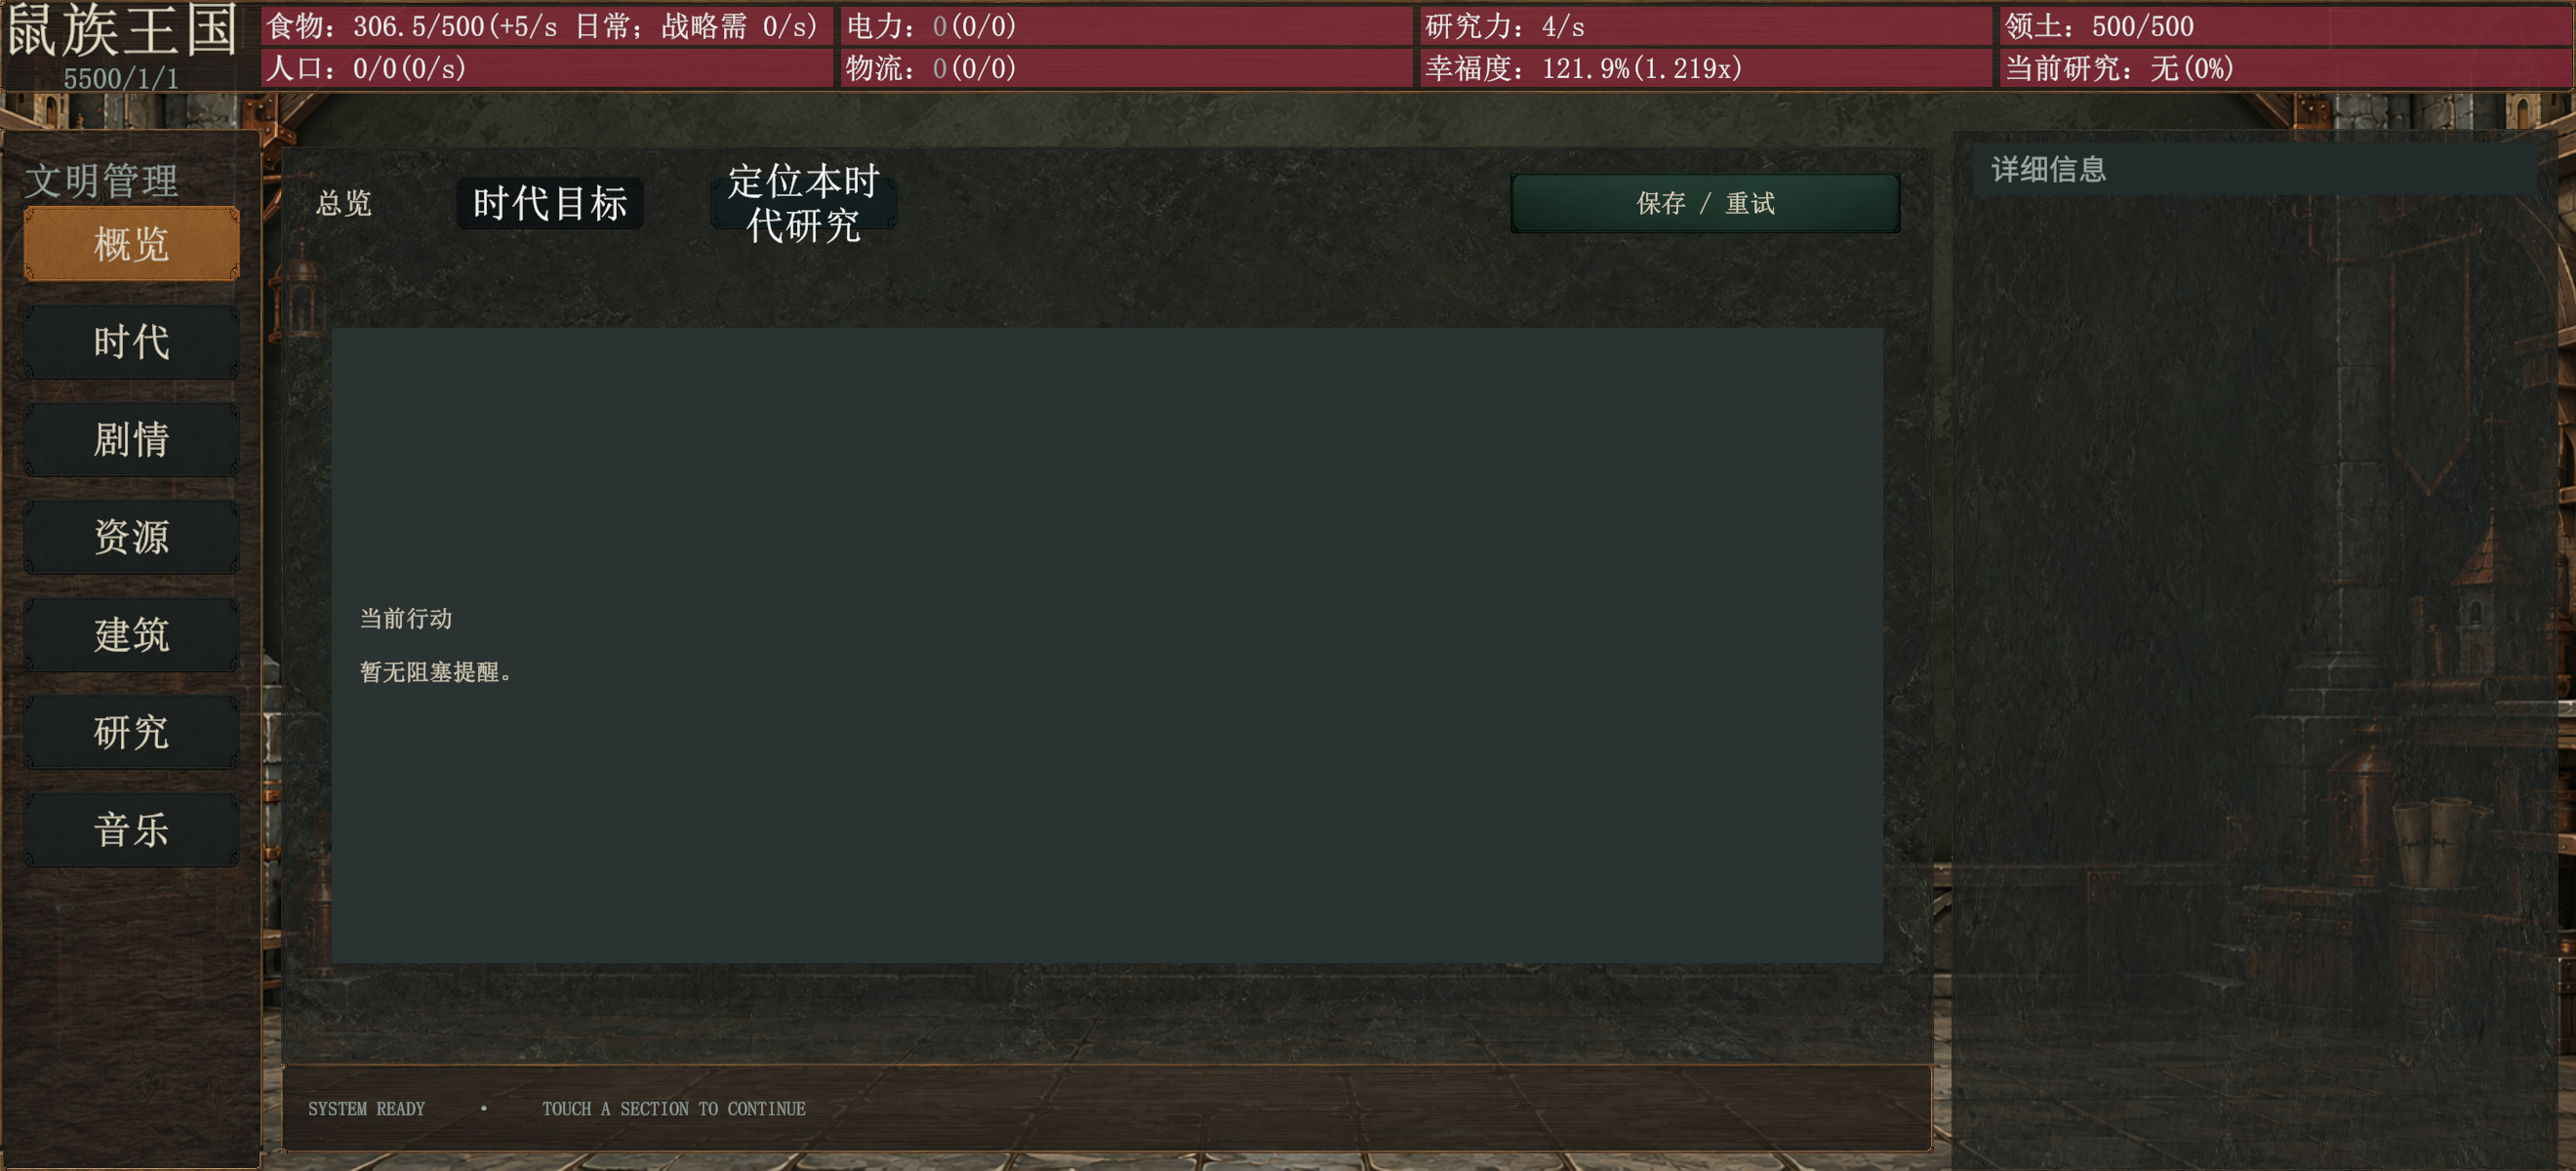 鼠族王国
5500/1/1
食物: 306.5/500(+5/s 日常; 战略需 0/s)
电力: 0(0/0)
研究力: 4/s
领土: 500/500
人口: 0/0(0/s)
物流: 0(0/0)
幸福度: 121.9%(1.219x)
当前研究: 无(0%)
文明管理
概览
时代
剧情
资源
建筑
研究
音乐
总览
时代目标
定位本时
代研究
保存 / 重试
当前行动
暂无阻塞提醒。
SYSTEM READY • TOUCH A SECTION TO CONTINUE
详细信息